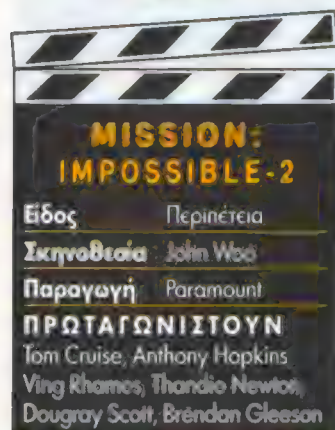 MISSION:
IMPOSSIBLE-2
Είδος Περιπέτεια
Σκηνοθεσία John Woo
Παραγωγή Paramount
ΠΡΩΤΑΓΩΝΙΣΤΟΥΝ
Tom Cruise, Anthony Hopkins
Ving Rhames, Thandie Newton,
Dougray Scott, Brendan Gleeson